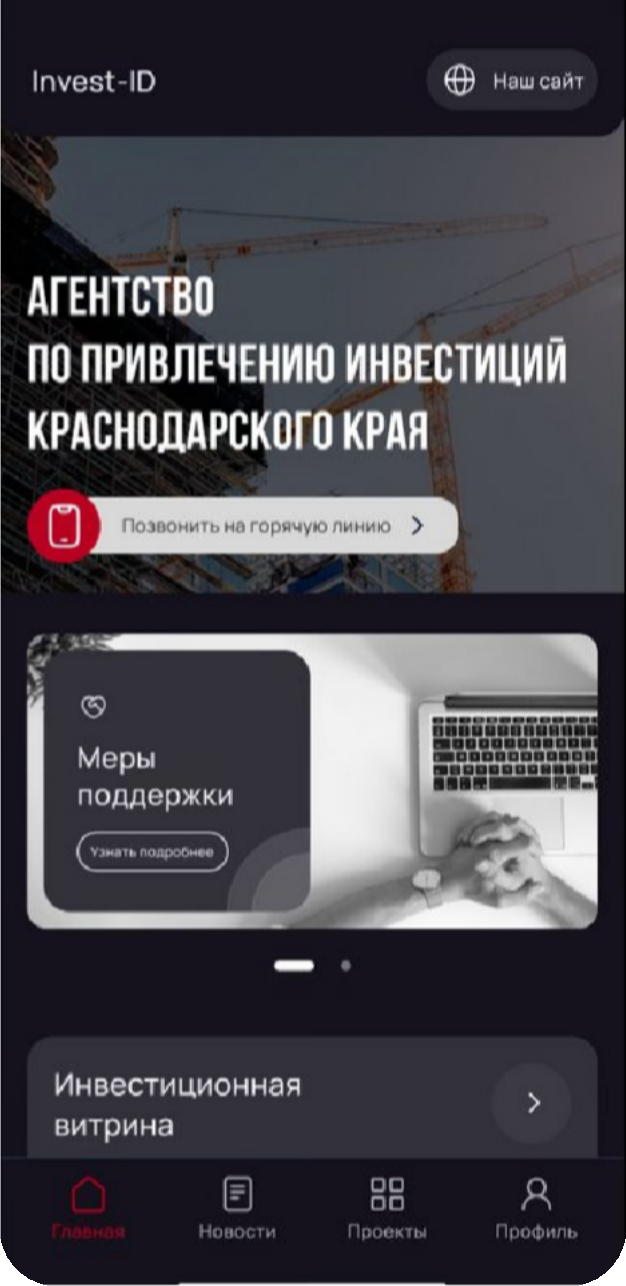 Invest-ID
Наш сайт
АГЕНТСТВО
ПО ПРИВЛЕЧЕНИЮ ИНВЕСТИЦИЙ
КРАСНОДАРСКОГО КРАЯ
Позвонить на горячую линию
Меры
поддержки
Узнать подробнее
Инвестиционная
витрина
Главная
Новости
Проекты
Профиль